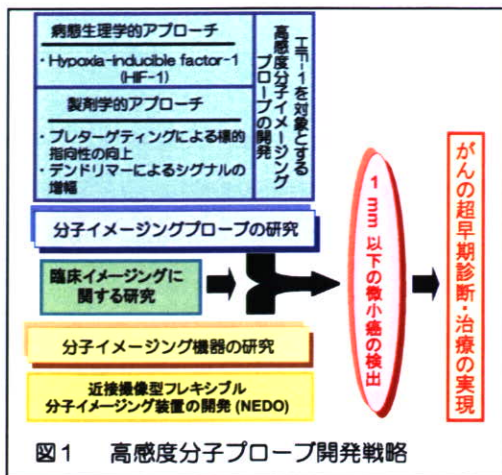 病態生理学的アプローチ
・Hypoxia-inducible factor-1
(HIF-1)
製剤学的アプローチ
・プレターゲティングによる標的
指向性の向上
・デンドリマーによるシグナルの
増幅
HIF-1を対象とする
高感度分子イメージング
プローブの開発
分子イメージングプローブの研究
臨床イメージングに
関する研究
分子イメージング機器の研究
近接撮像型フレキシブル
分子イメージング装置の開発 (NEDO)
1 mm 以下の微小癌の検出
がんの超早期診断・治療の実現
図1 高感度分子プローブ開発戦略